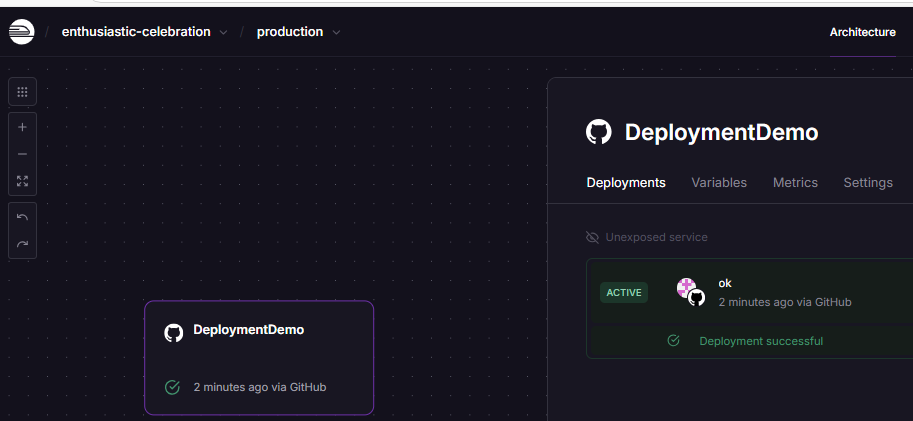 / enthusiastic-celebration / production
Architecture
DeploymentDemo
Deployments Variables Metrics Settings
Unexposed service
ACTIVE
ok
2 minutes ago via GitHub
Deployment successful
DeploymentDemo
2 minutes ago via GitHub